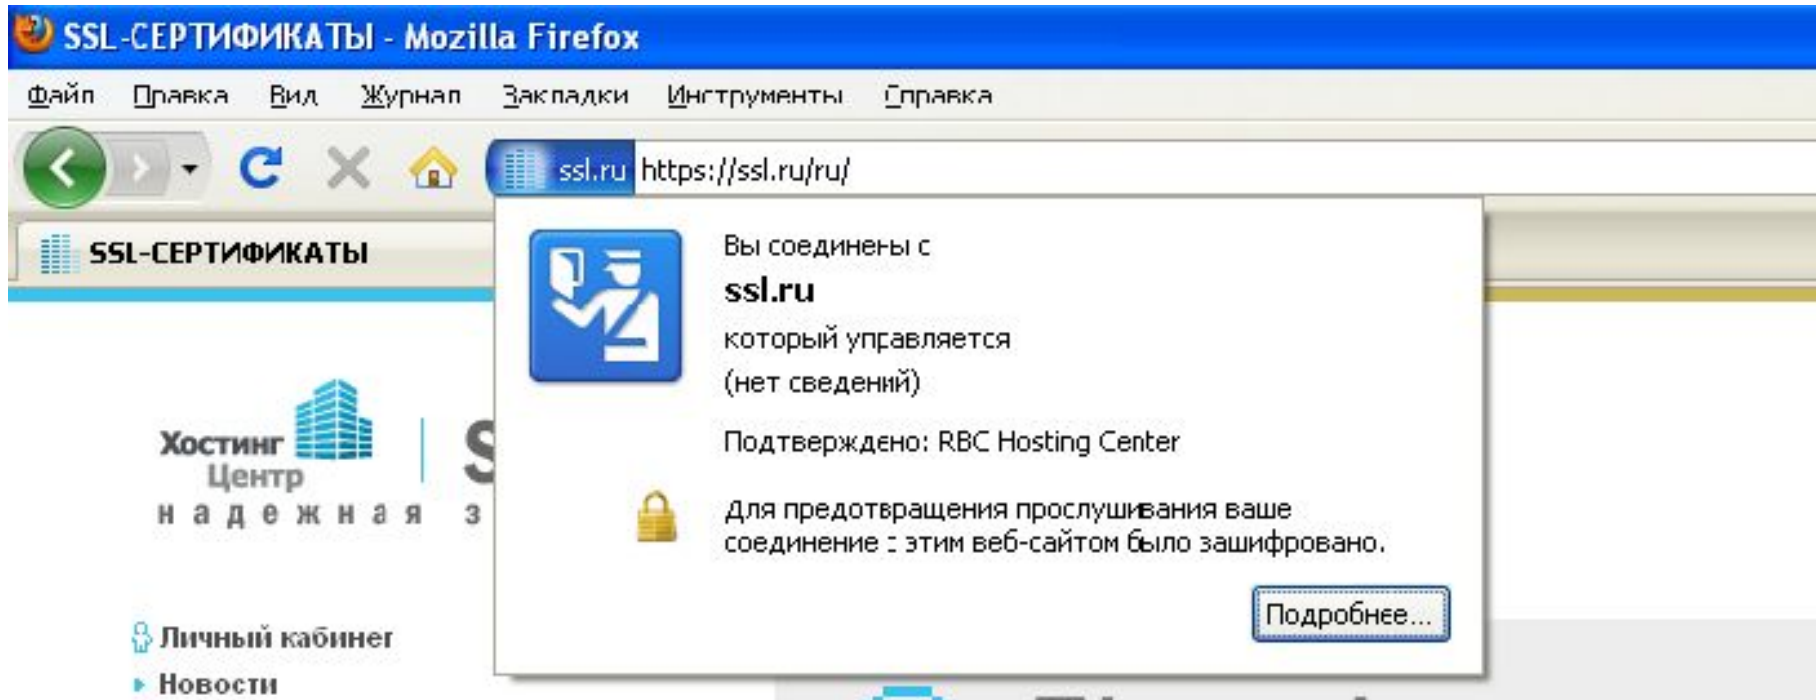 SSL-СЕРТИФИКАТЫ - Mozilla Firefox
Файл Правка Вид Журнал Закладки Инструменты Справка
ssl.ru https://ssl.ru/ru/
SSL-СЕРТИФИКАТЫ
Вы соединены с
ssl.ru
который управляется
(нет сведений)
Подтверждено: RBC Hosting Center
Для предотвращения прослушивания ваше
соединение с этим веб-сайтом было зашифровано.
Подробнее...
Хостинг
Центр
S
надежная з
Личный кабинет
Новости